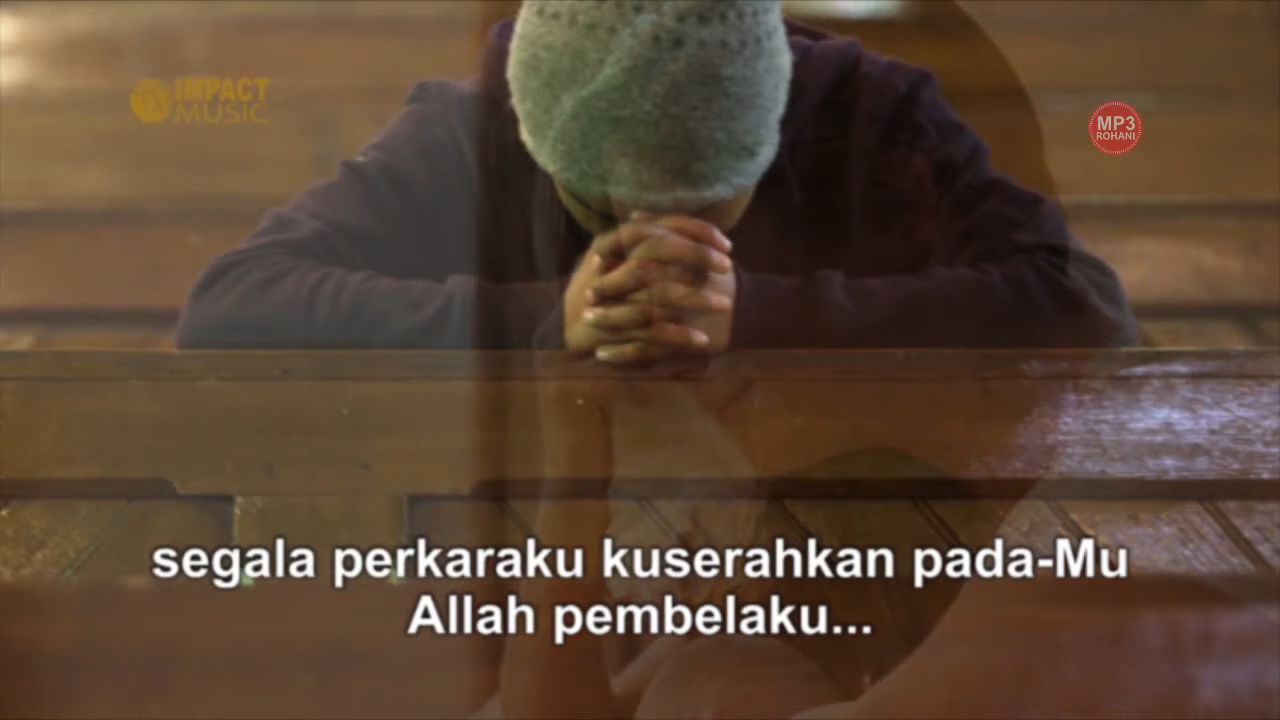 IMPACT
MUSIC
MP3
ROHANI
segala perkaraku kuserahkan pada-Mu
Allah pembelaku...